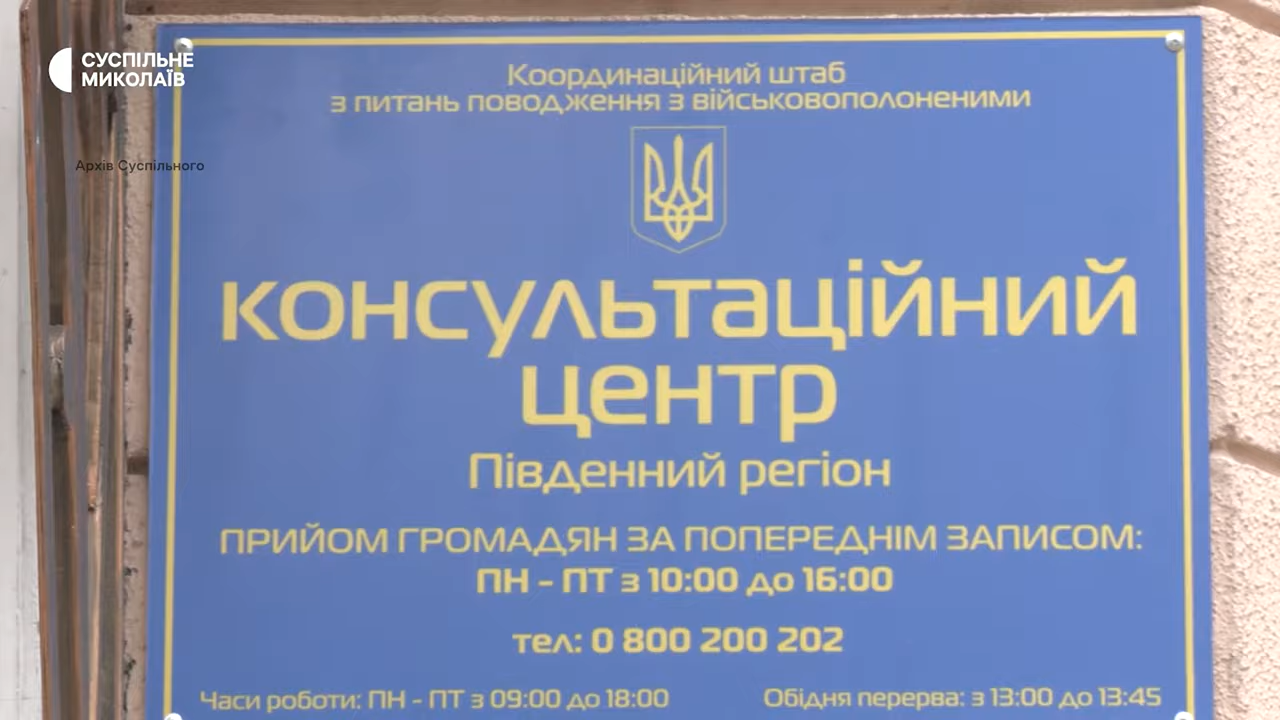 СУСПІЛЬНЕ
МИКОЛАЇВ
Архів Суспільного
Координаційний штаб
з питань поводження з військовополоненими
консультаційний
центр
Південний регіон
ПРИЙОМ ГРОМАДЯН ЗА ПОПЕРЕДНІМ ЗАПИСОМ:
ПН - ПТ з 10:00 до 16:00
тел: 0 800 200 202
Часи роботи: ПН - ПТ з 09:00 до 18:00
Обідня перерва: з 13:00 до 13:45